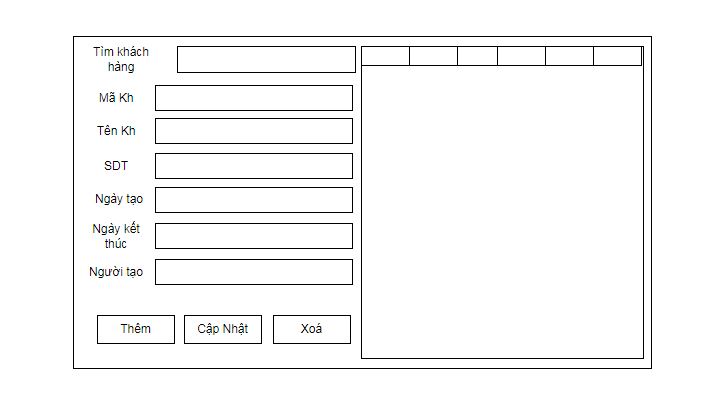 Tìm khách
hàng
Mã Kh
Tên Kh
SDT
Ngày tạo
Ngày kết
thúc
Người tạo
Thêm
Cập Nhật
Xoá